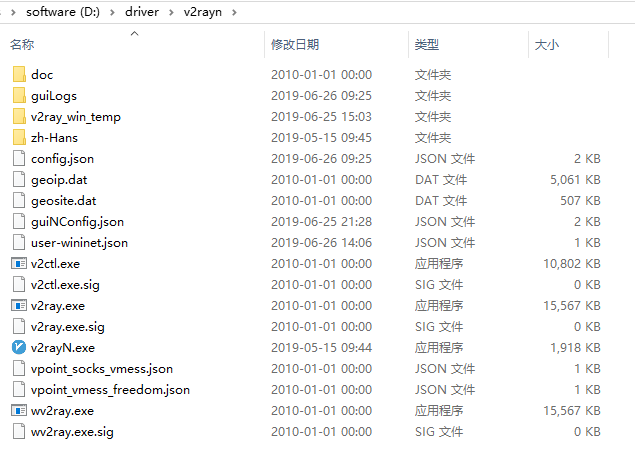 software (D:) › driver › v2rayn ›
名称 修改日期 类型 大小
doc 2010-01-01 00:00 文件夹
guiLogs 2019-06-26 09:25 文件夹
v2ray_win_temp 2019-06-25 15:03 文件夹
zh-Hans 2019-05-15 09:45 文件夹
config.json 2019-06-26 09:25 JSON 文件 2 KB
geoip.dat 2010-01-01 00:00 DAT 文件 5,061 KB
geosite.dat 2010-01-01 00:00 DAT 文件 507 KB
guiNConfig.json 2019-06-25 21:28 JSON 文件 2 KB
user-wininet.json 2019-06-26 14:06 JSON 文件 1 KB
v2ctl.exe 2010-01-01 00:00 应用程序 10,802 KB
v2ctl.exe.sig 2010-01-01 00:00 SIG 文件 0 KB
v2ray.exe 2010-01-01 00:00 应用程序 15,567 KB
v2ray.exe.sig 2010-01-01 00:00 SIG 文件 0 KB
v2rayN.exe 2019-05-15 09:44 应用程序 1,918 KB
vpoint_socks_vmess.json 2010-01-01 00:00 JSON 文件 1 KB
vpoint_vmess_freedom.json 2010-01-01 00:00 JSON 文件 1 KB
wv2ray.exe 2010-01-01 00:00 应用程序 15,567 KB
wv2ray.exe.sig 2010-01-01 00:00 SIG 文件 0 KB